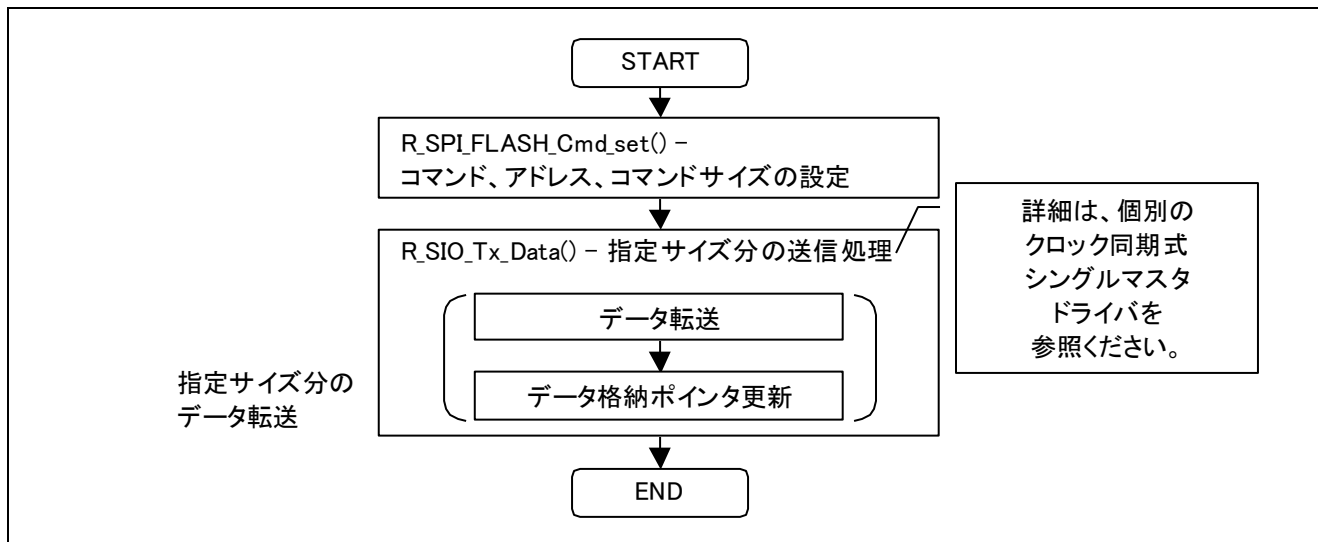 START
R_SPI_FLASH_Cmd_set() –
コマンド、アドレス、コマンドサイズの設定
R_SIO_Tx_Data() – 指定サイズ分の送信処理
詳細は、個別の
クロック同期式
シングルマスタ
ドライバを
参照ください。
データ転送
データ格納ポインタ更新
指定サイズ分の
データ転送
END